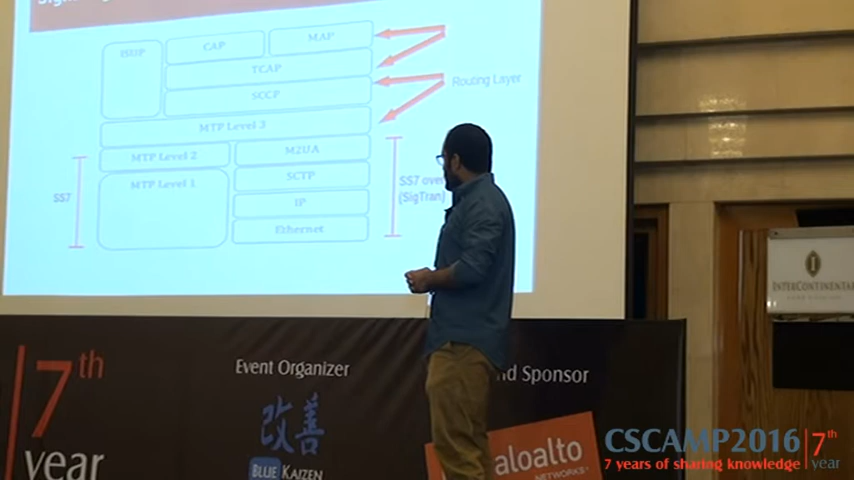 ISUP
CAP
MAP
TCAP
SCCP
Routing Layer
MTP Level 3
MTP Level 2
M2UA
MTP Level 1
SCTP
SS7
SS7 over
(SigTran)
IP
Ethernet
INTERCONTINENTAL
7th
year
Event Organizer
改善
BLUE KAIZEN
nd Sponsor
aloalto
NETWORKS
CSCAMP2016
7 years of sharing knowledge
7th
year